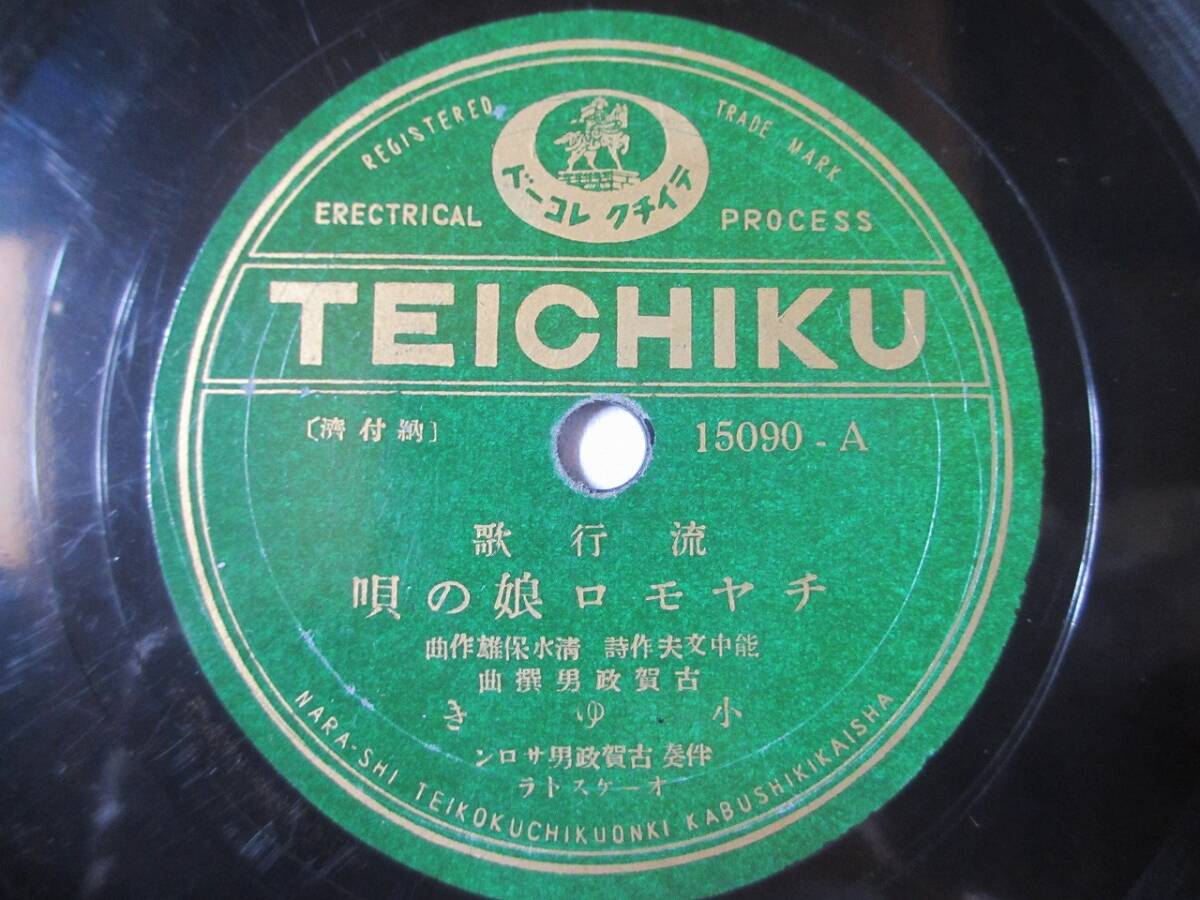 REGISTERED TRADE MARK
テイチク レコード
ERECTRICAL PROCESS
TEICHIKU
〔納付濟〕
15090 - A
流行歌
チヤモロ娘の唄
能中文夫作詩 清水保雄作曲
古賀政男撰曲
小ゆき
伴奏 古賀政男サロン
オーケストラ
NARA-SHI TEIKOKUCHIKUONKI KABUSHIKIKAISHA